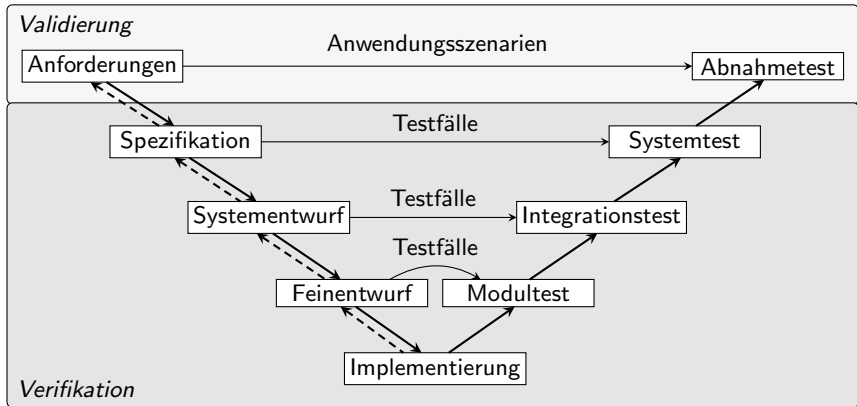 Validierung
Anwendungsszenarien
Anforderungen
Abnahmetest
Testfälle
Spezifikation
Systemtest
Testfälle
Systementwurf
Integrationstest
Testfälle
Feinentwurf
Modultest
Implementierung
Verifikation